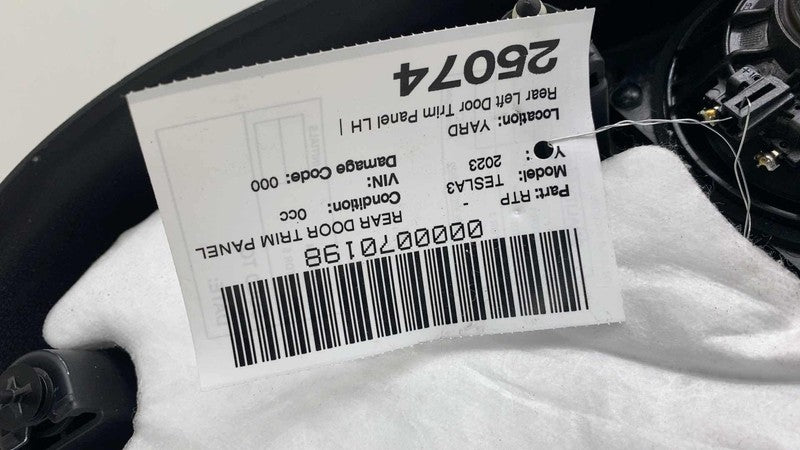 0000070198
REAR DOOR TRIM PANEL
Part: RTP - Condition: 0cc
Model: TESLA3 VIN:
Y : 2023 Damage Code: 000
Location: YARD
Rear Left Door Trim Panel LH |
25074